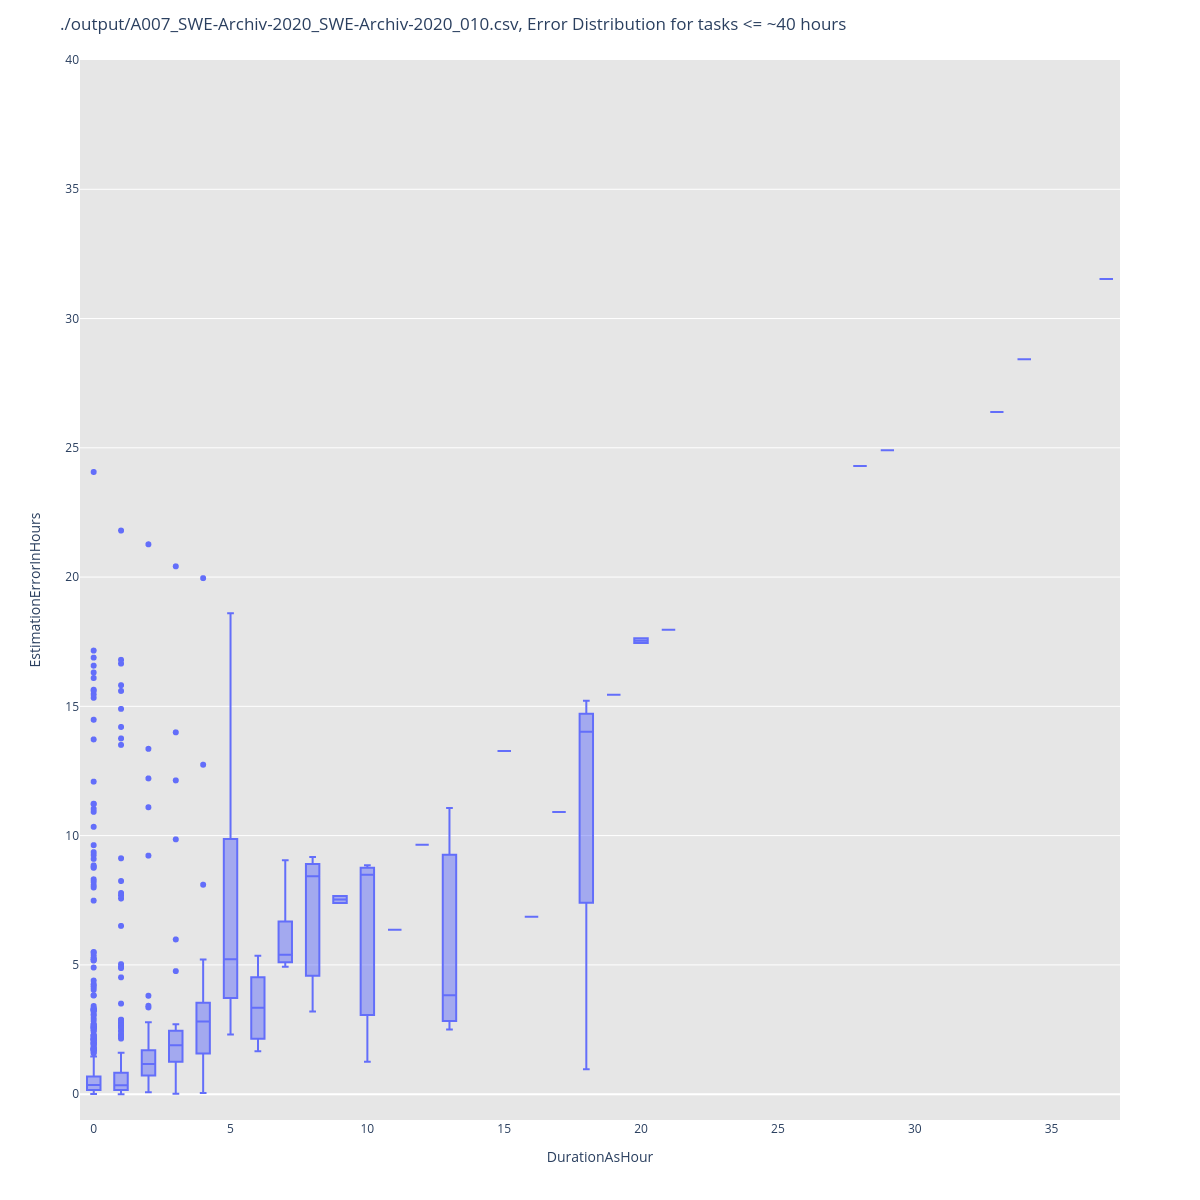 ./output/A007_SWE-Archiv-2020_SWE-Archiv-2020_010.csv, Error Distribution for tasks <= ~40 hours
40
35
30
25
20
15
10
5
0
EstimationErrorInHours
0 5 10 15 20 25 30 35
DurationAsHour